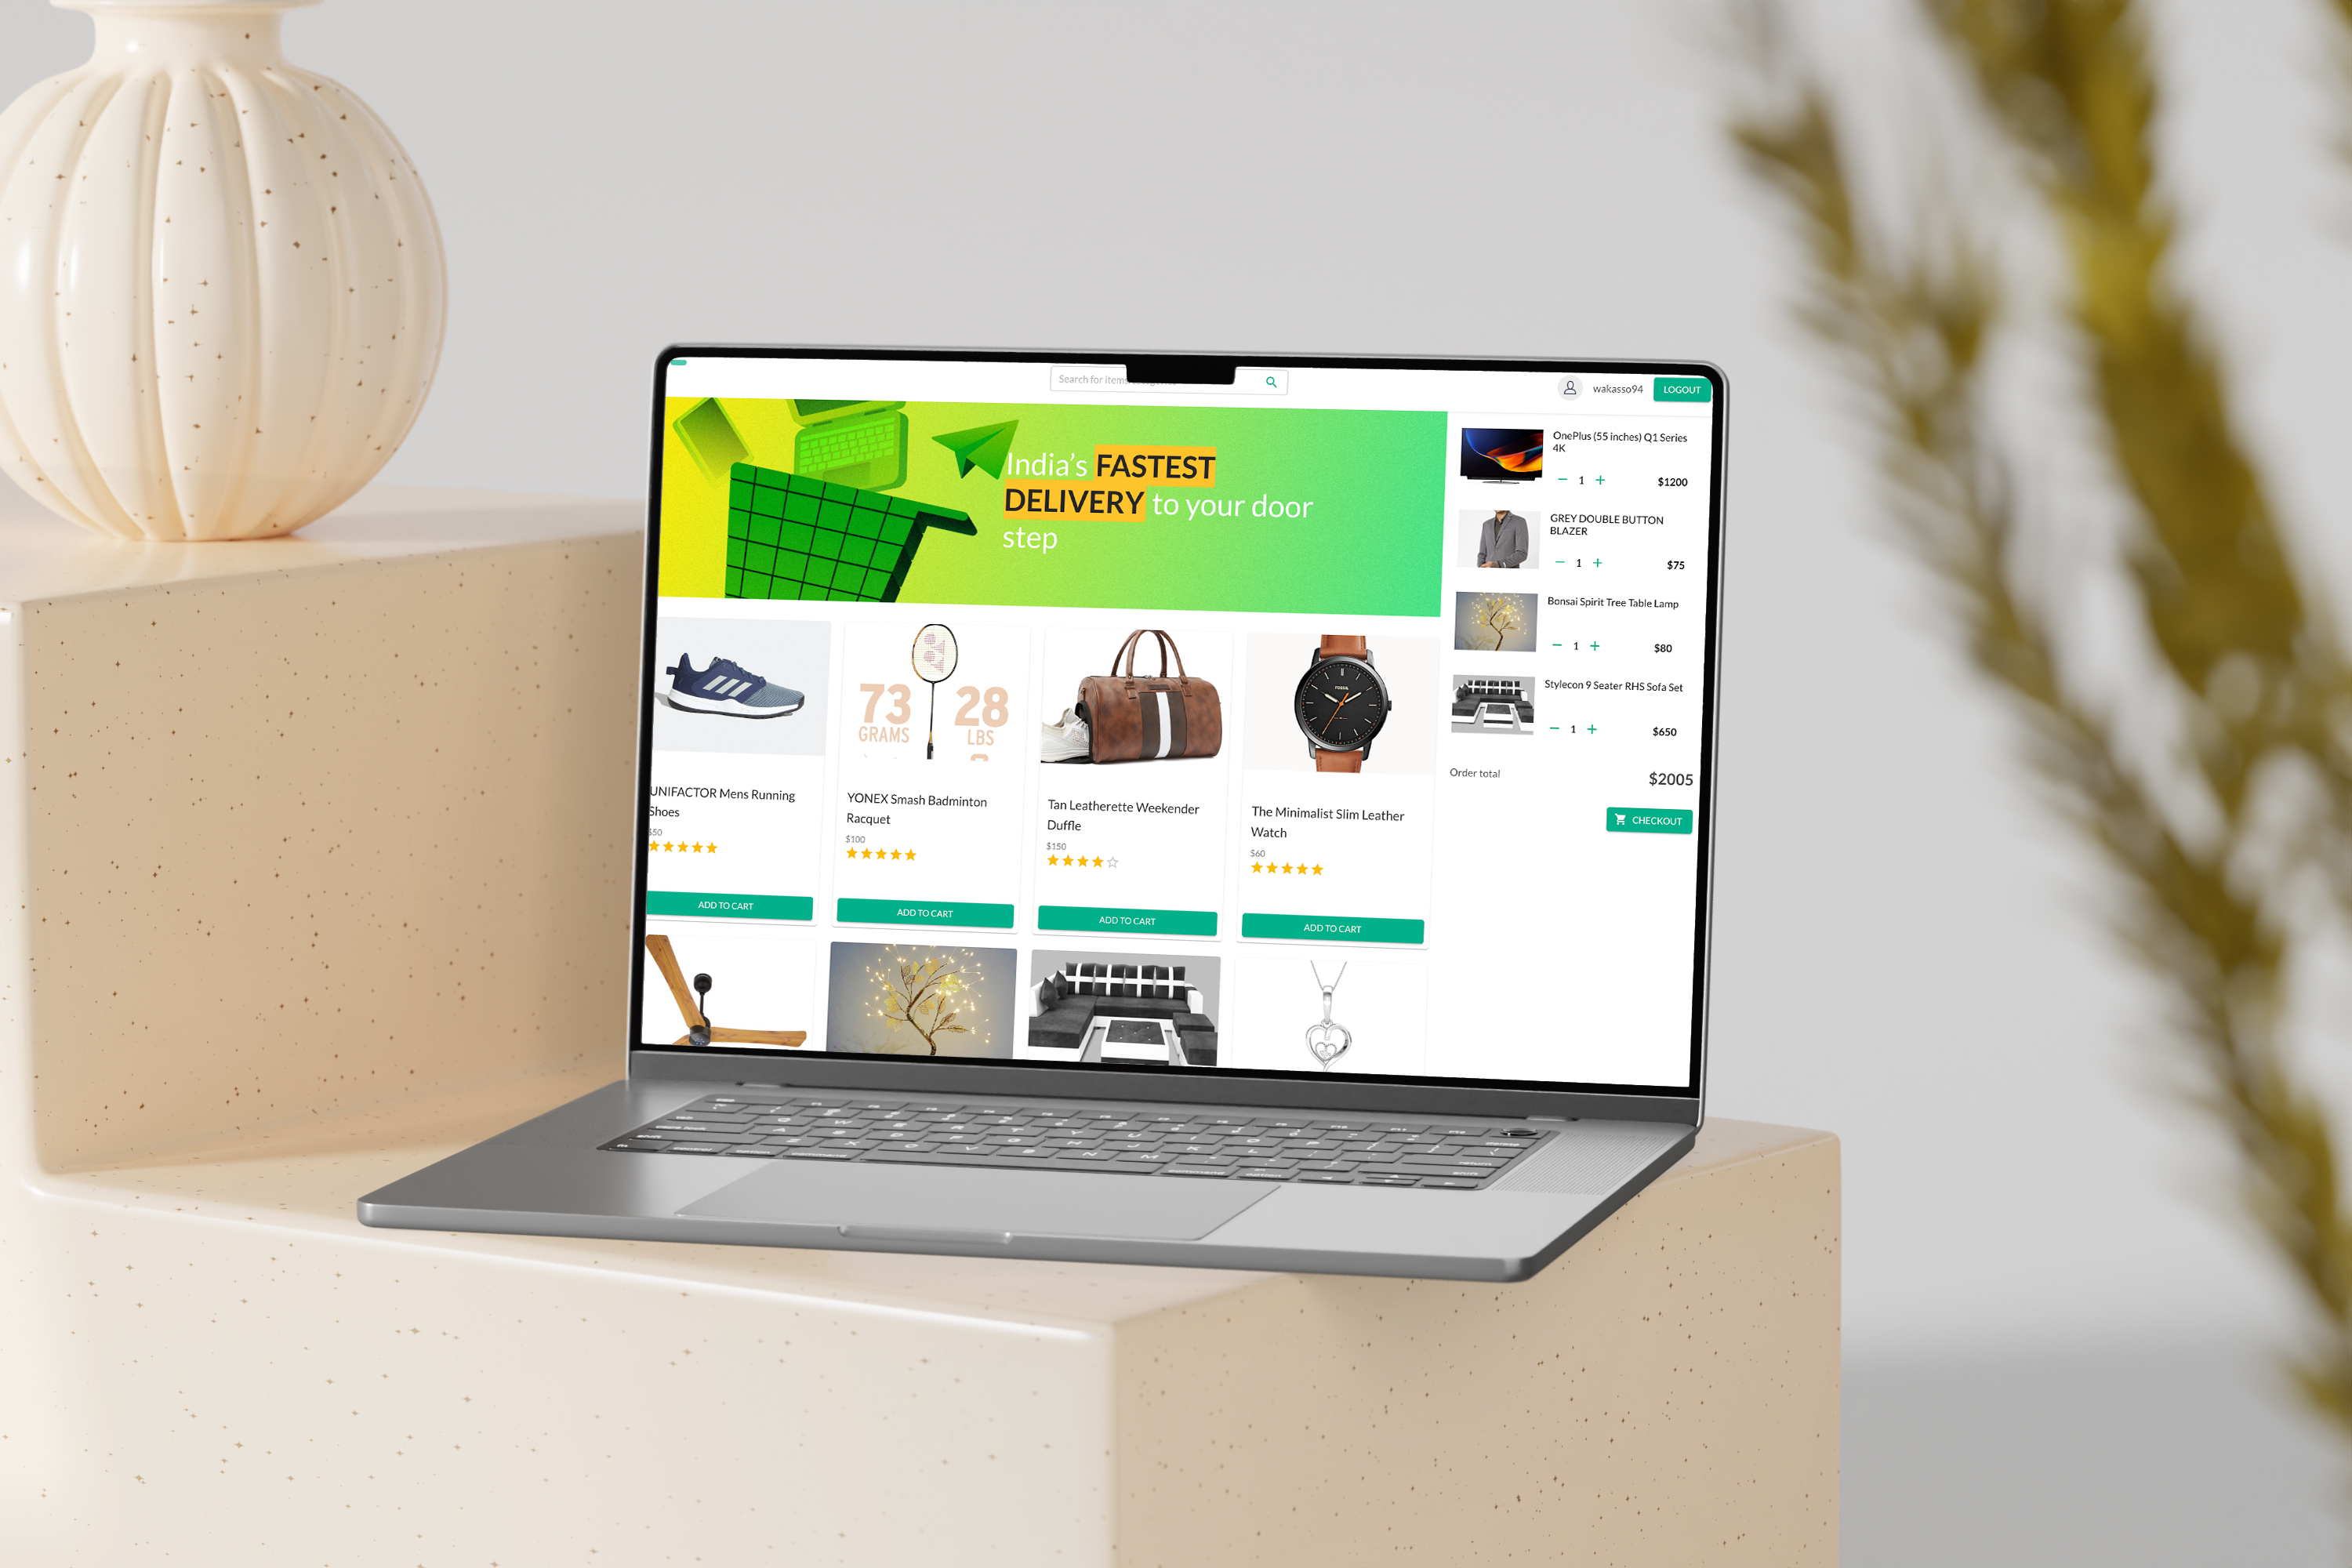 Search for items
wakasso94
LOGOUT
India's FASTEST
DELIVERY to your door
step
OnePlus (55 inches) Q1 Series
4K
1
$1200
GREY DOUBLE BUTTON
BLAZER
1
$75
Bonsai Spirit Tree Table Lamp
1
$80
Stylecon 9 Seater RHS Sofa Set
1
$650
Order total
$2005
CHECKOUT
73
GRAMS
28
LBS
FOSSIL
UNIFACTOR Mens Running
Shoes
$50
ADD TO CART
YONEX Smash Badminton
Racquet
$100
ADD TO CART
Tan Leatherette Weekender
Duffle
$150
ADD TO CART
The Minimalist Slim Leather
Watch
$60
ADD TO CART